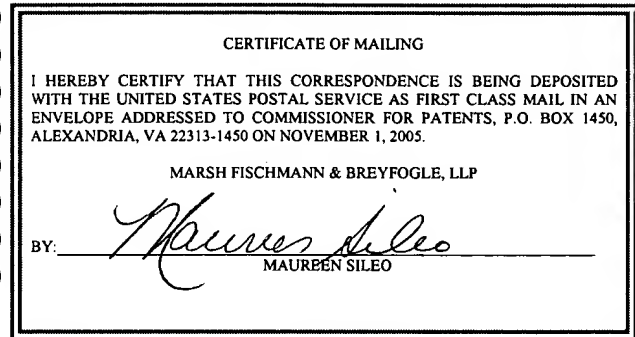 CERTIFICATE OF MAILING
I HEREBY CERTIFY THAT THIS CORRESPONDENCE IS BEING DEPOSITED
WITH THE UNITED STATES POSTAL SERVICE AS FIRST CLASS MAIL IN AN
ENVELOPE ADDRESSED TO COMMISSIONER FOR PATENTS, P.O. BOX 1450,
ALEXANDRIA, VA 22313-1450 ON NOVEMBER 1, 2005.
MARSH FISCHMANN & BREYFOGLE, LLP
BY: Maureen Sileo
MAUREEN SILEO